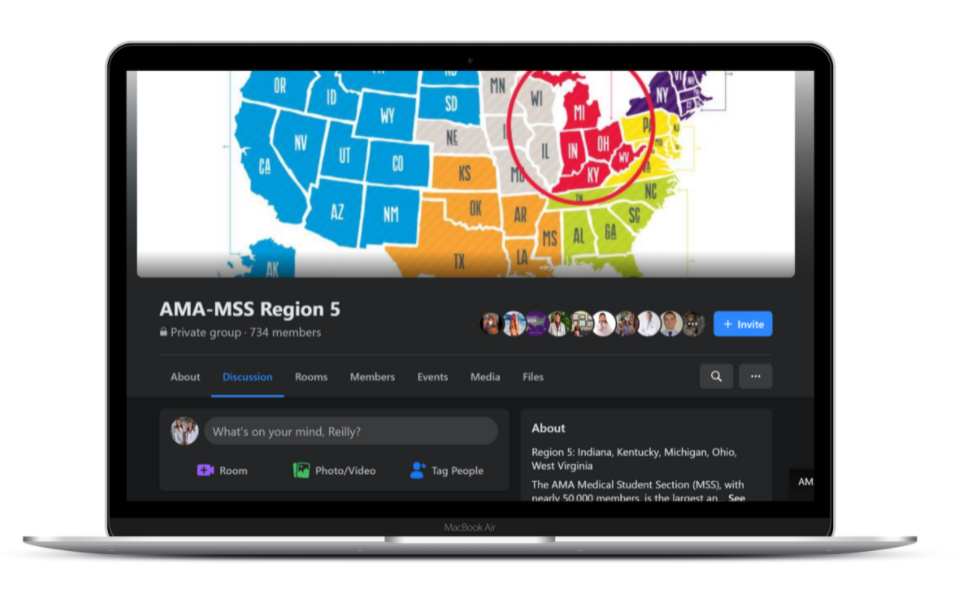 OR
ID
WY
SD
NE
MN
WI
MI
NY
NV
UT
CO
CA
KS
IL
IN
OH
WV
KY
AZ
NM
OK
AR
NC
SC
TX
LA
MS
AL
GA
AK
AMA-MSS Region 5
Private group · 734 members
+ Invite
About Discussion Rooms Members Events Media Files
What's on your mind, Reilly?
Room Photo/Video Tag People
About
Region 5: Indiana, Kentucky, Michigan, Ohio,
West Virginia
The AMA Medical Student Section (MSS), with
nearly 50,000 members, is the largest an... See
AM
MacBook Air